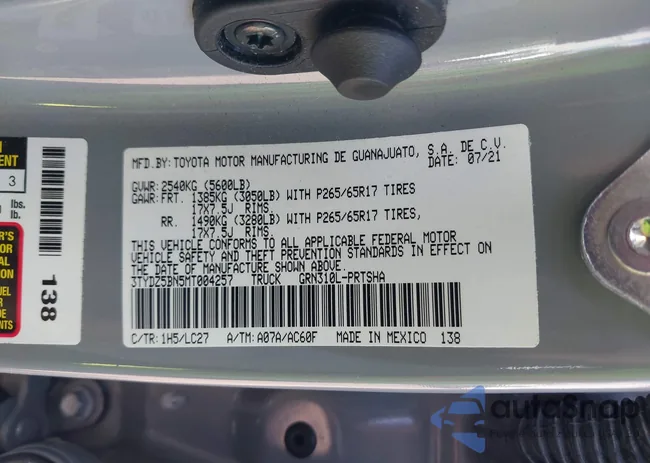 MFD.BY: TOYOTA MOTOR MANUFACTURING DE GUANAJUATO, S.A. DE C.V.
DATE: 07/21
GVWR: 2540KG (5600LB)
GAWR: FRT. 1385KG (3050LB) WITH P265/65R17 TIRES
17X7.5J RIMS,
RR. 1490KG (3280LB) WITH P265/65R17 TIRES,
17X7.5J RIMS
THIS VEHICLE CONFORMS TO ALL APPLICABLE FEDERAL MOTOR
VEHICLE SAFETY AND THEFT PREVENTION STANDARDS IN EFFECT ON
THE DATE OF MANUFACTURE SHOWN ABOVE.
3TYDZ5BN5MT004257 TRUCK GRN310L-PRTSHA
C/TR: 1H5/LC27 A/TM: A07A/AC60F MADE IN MEXICO 138
3
lbs.
lb.
138
autoSnap